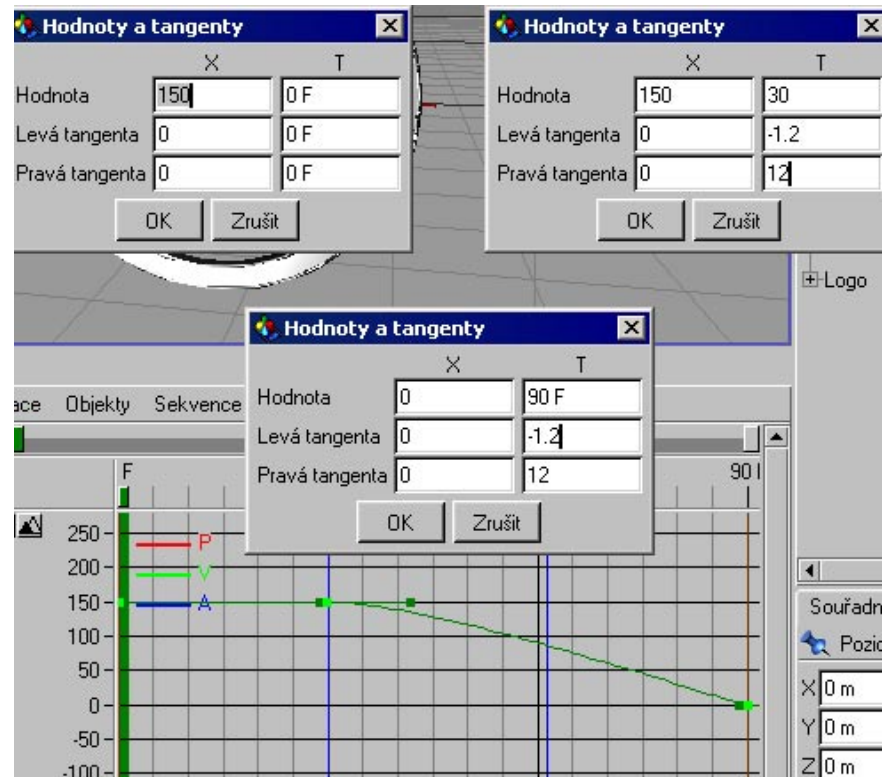 Hodnoty a tangenty
X T
Hodnota 150 0 F
Levá tangenta 0 0 F
Pravá tangenta 0 0 F
OK Zrušit
Hodnoty a tangenty
X T
Hodnota 150 30
Levá tangenta 0 -1.2
Pravá tangenta 0 12
OK Zrušit
Logo
Hodnoty a tangenty
X T
Hodnota 0 90 F
Levá tangenta 0 -1.2
Pravá tangenta 0 12
OK Zrušit
ace Objekty Sekvence
F 90
250
200
150
100
50
0
-50
-100
P
V
A
Souřadn
Pozic
X 0 m
Y 0 m
Z 0 m